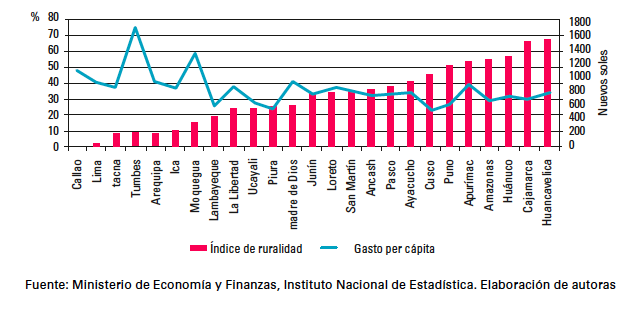 %
80
70
60
50
40
30
20
10
0
1800
1600
1400
1200
1000
800
600
400
200
0
Nuevos soles
Callao
Lima
tacna
Tumbes
Arequipa
Ica
Moquegua
Lambayeque
La Libertad
Ucayali
Piura
madre de Dios
Junín
Loreto
San Martín
Ancash
Pasco
Ayacucho
Cusco
Puno
Apurímac
Amazonas
Huánuco
Cajamarca
Huancavelica
Índice de ruralidad Gasto per cápita
Fuente: Ministerio de Economía y Finanzas, Instituto Nacional de Estadística. Elaboración de autoras